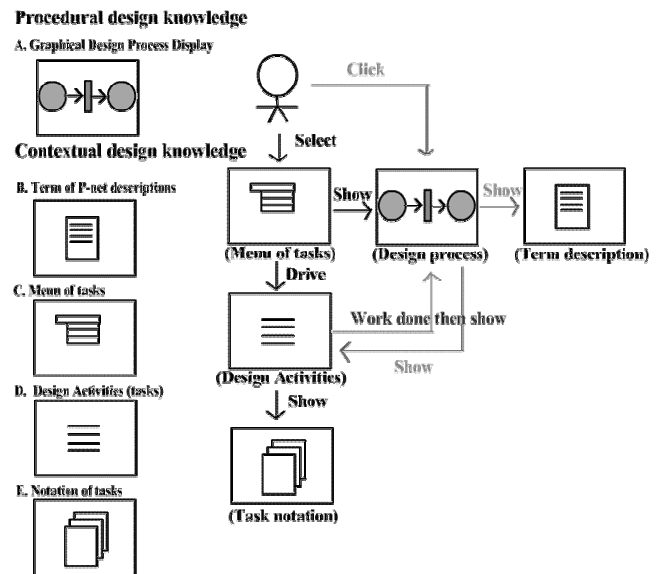 Procedural design knowledge
A. Graphical Design Process Display
Contextual design knowledge
B. Term of P-net descriptions
C. Menu of tasks
D. Design Activities (tasks)
E. Notation of tasks
Click
Select
Show
Show
(Menu of tasks)
(Design process)
(Term description)
Drive
Work done then show
Show
(Design Activities)
Show
(Task notation)